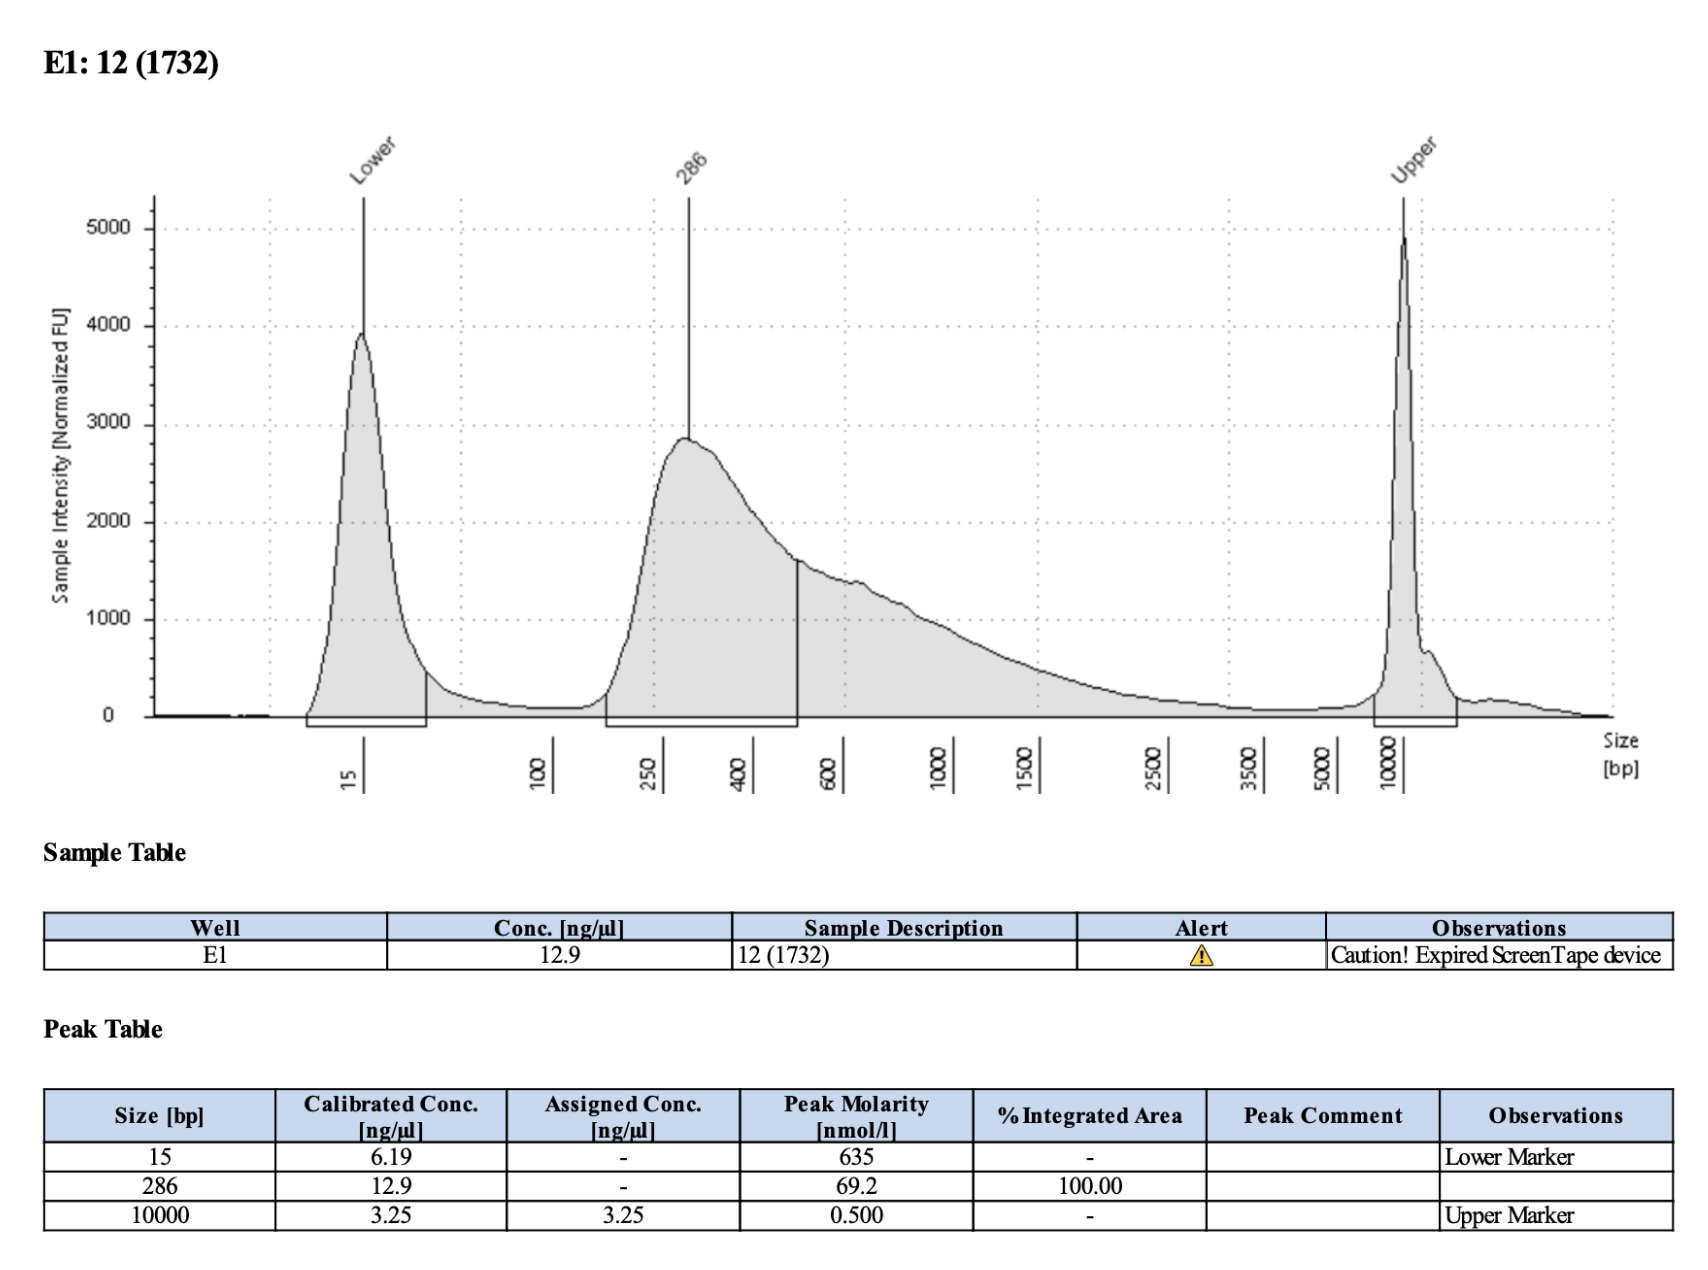 E1: 12 (1732)
Lower
286
Upper
Sample Intensity [Normalized FU]
5000
4000
3000
2000
1000
0
15
100
250
400
600
1000
1500
2500
3500
5000
10000
Size
[bp]
Sample Table
Well Conc. [ng/µl] Sample Description Alert Observations
E1 12.9 12 (1732) Caution! Expired ScreenTape device
Peak Table
Size [bp] Calibrated Conc. [ng/µl] Assigned Conc. [ng/µl] Peak Molarity [nmol/l] % Integrated Area Peak Comment Observations
15 6.19 - 635 - Lower Marker
286 12.9 - 69.2 100.00
10000 3.25 3.25 0.500 - Upper Marker